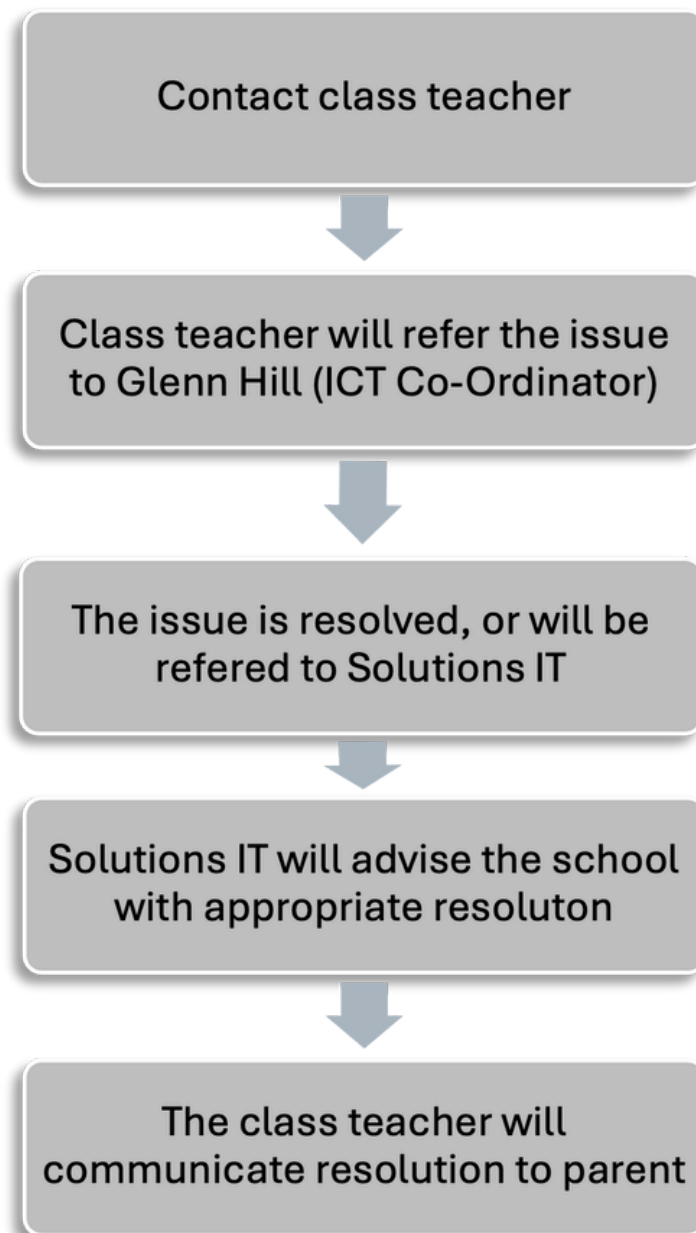 Contact class teacher
Class teacher will refer the issue
to Glenn Hill (ICT Co-Ordinator)
The issue is resolved, or will be
refered to Solutions IT
Solutions IT will advise the school
with appropriate resoluton
The class teacher will
communicate resolution to parent